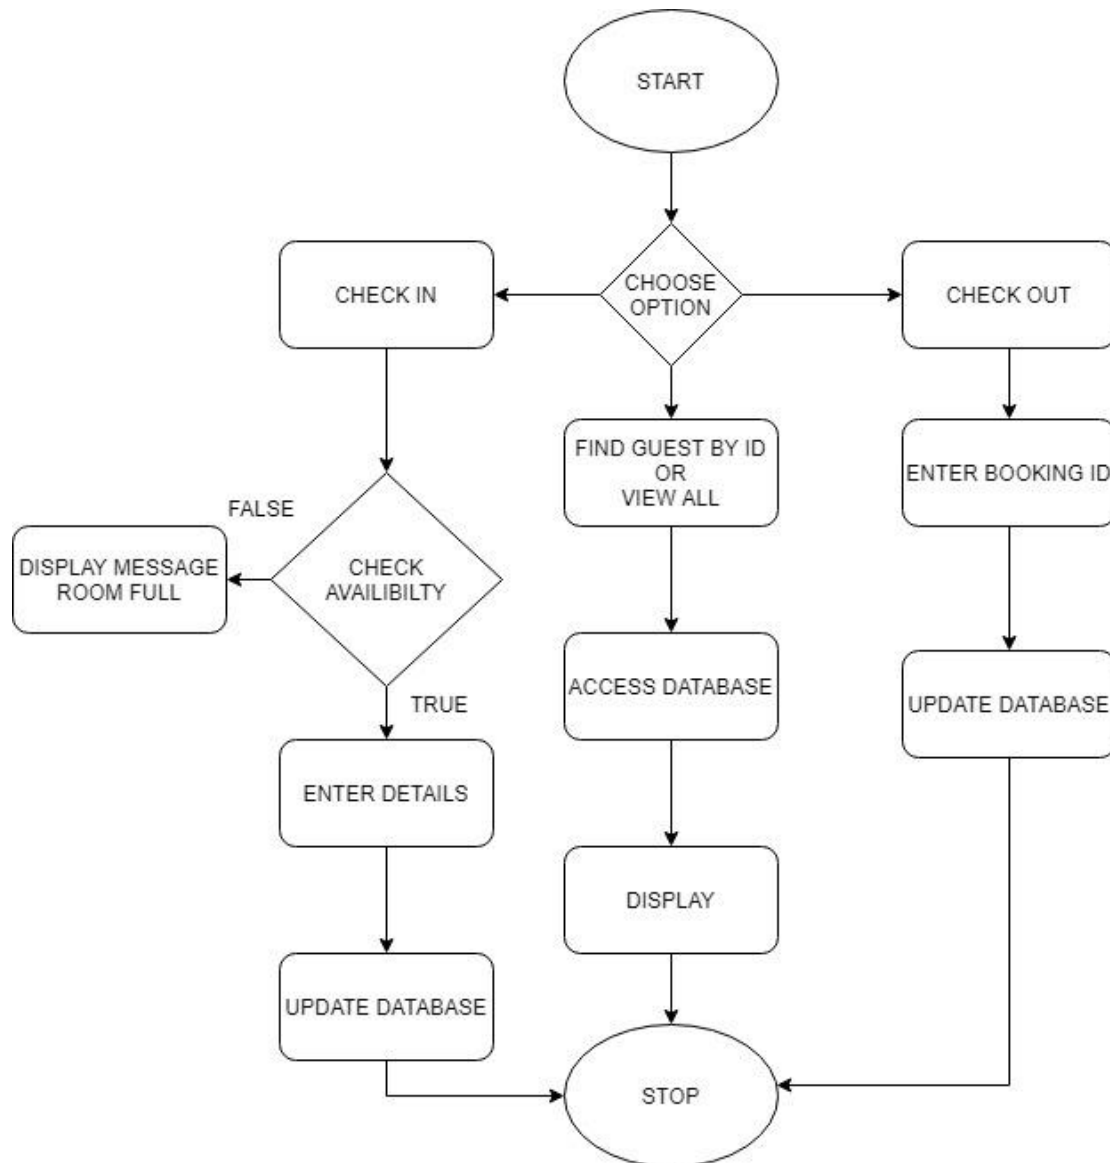 START
CHOOSE
OPTION
CHECK IN
CHECK OUT
FIND GUEST BY ID
OR
VIEW ALL
ENTER BOOKING ID
FALSE
DISPLAY MESSAGE
ROOM FULL
CHECK
AVAILIBILTY
TRUE
ACCESS DATABASE
UPDATE DATABASE
ENTER DETAILS
DISPLAY
UPDATE DATABASE
STOP